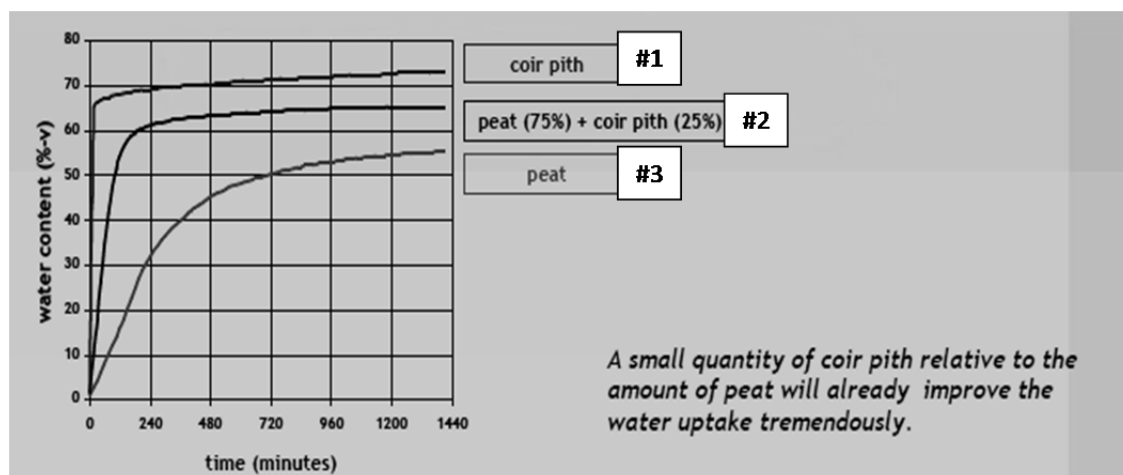 80
70
60
50
40
30
20
10
0
water content (%-v)
0 240 480 720 960 1200 1440
time (minutes)
coir pith #1
peat (75%) + coir pith (25%) #2
peat #3
A small quantity of coir pith relative to the
amount of peat will already improve the
water uptake tremendously.